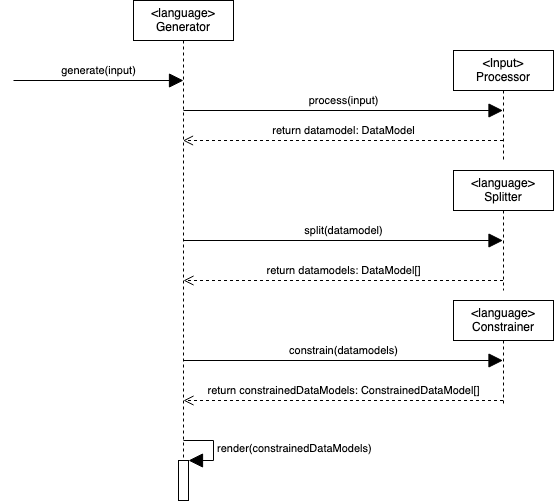 <language>
Generator
generate(input)
<Input>
Processor
process(input)
return datamodel: DataModel
<language>
Splitter
split(datamodel)
return datamodels: DataModel[]
<language>
Constrainer
constrain(datamodels)
return constrainedDataModels: ConstrainedDataModel[]
render(constrainedDataModels)